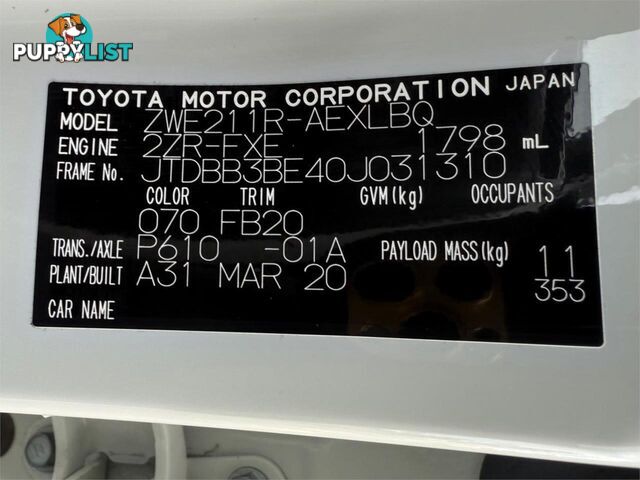 PUPPYLIST
TOYOTA MOTOR CORPORATION JAPAN
MODEL ZWE211R-AEXLBQ
ENGINE 2ZR-FXE 1798 mL
FRAME No. JTDBB3BE40J031310
COLOR TRIM GVM(kg) OCCUPANTS
070 FB20
TRANS./AXLE P610 -01A PAYLOAD MASS(kg) 11
PLANT/BUILT A31 MAR 20 353
CAR NAME